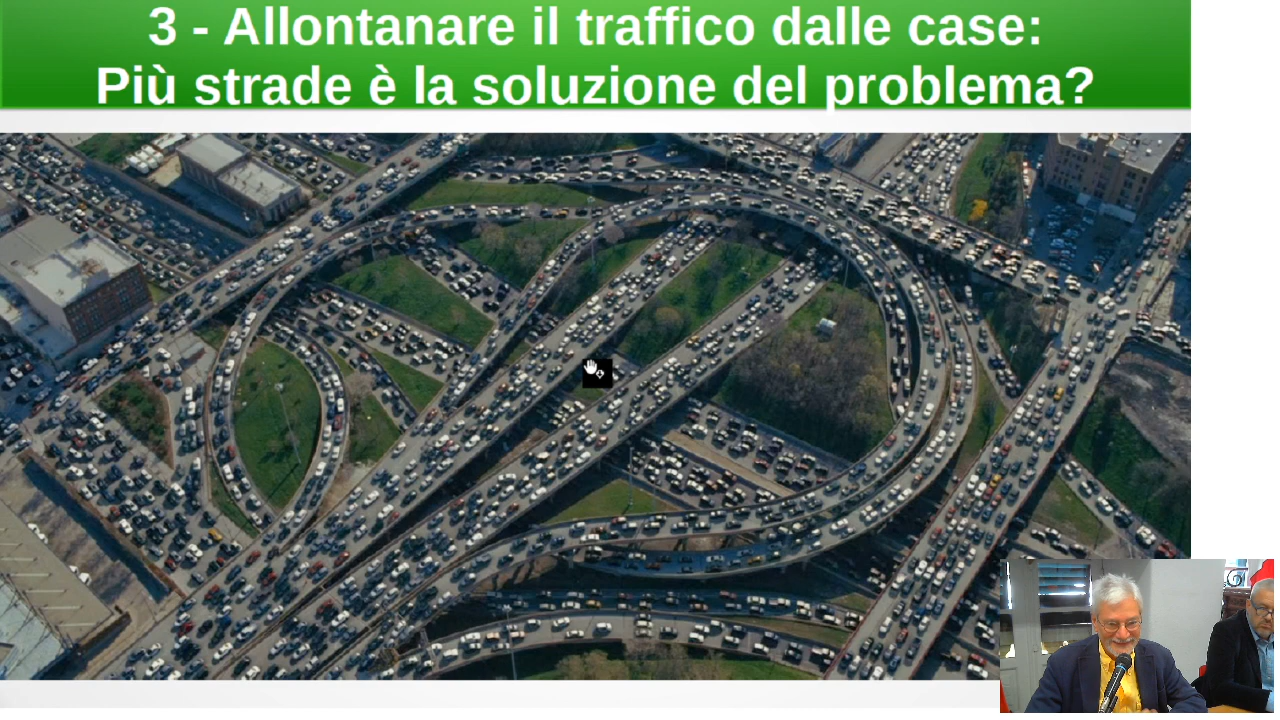 3 - Allontanare il traffico dalle case:
Più strade è la soluzione del problema?